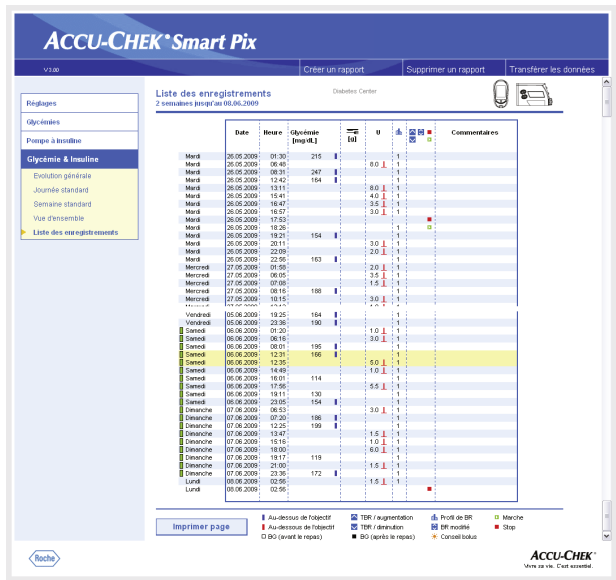 ACCU-CHEK® Smart Pix
V 3.00
Créer un rapport Supprimer un rapport Transférer les données
Liste des enregistrements
2 semaines jusqu'au 08.06.2009
Diabetes Center
Réglages
Glycémies
Pompe à insuline
Glycémie & Insuline
Evolution générale
Journée standard
Semaine standard
Vue d'ensemble
Liste des enregistrements
Date Heure Glycémie [mg/dL] [g] U Commentaires
Mardi 26.05.2009 01:30 215 1
Mardi 26.05.2009 06:48 8.0 1
Mardi 26.05.2009 08:31 247 1
Mardi 26.05.2009 12:42 164 1
Mardi 26.05.2009 13:11 8.0 1
Mardi 26.05.2009 15:41 4.0 1
Mardi 26.05.2009 16:47 3.5 1
Mardi 26.05.2009 16:57 3.0 1
Mardi 26.05.2009 17:53
Mardi 26.05.2009 18:26 1
Mardi 26.05.2009 19:21 154 1
Mardi 26.05.2009 20:11 3.0 1
Mardi 26.05.2009 22:09 2.0 1
Mardi 26.05.2009 22:56 163 1
Mercredi 27.05.2009 01:58 2.0 1
Mercredi 27.05.2009 06:05 3.5 1
Mercredi 27.05.2009 07:08 1.5 1
Mercredi 27.05.2009 08:16 188 1
Mercredi 27.05.2009 10:15 3.0 1
Vendredi 05.06.2009 19:25 164 1
Vendredi 05.06.2009 23:36 190 1
Samedi 06.06.2009 01:20 1.0 1
Samedi 06.06.2009 06:16 3.0 1
Samedi 06.06.2009 08:01 195 1
Samedi 06.06.2009 12:31 166 1
Samedi 06.06.2009 12:35 5.0 1
Samedi 06.06.2009 14:49 1.0 1
Samedi 06.06.2009 16:01 114 1
Samedi 06.06.2009 17:56 5.5 1
Samedi 06.06.2009 19:11 130 1
Samedi 06.06.2009 23:05 154 1
Dimanche 07.06.2009 06:53 3.0 1
Dimanche 07.06.2009 07:20 186 1
Dimanche 07.06.2009 12:25 199 1
Dimanche 07.06.2009 13:47 1.5 1
Dimanche 07.06.2009 15:16 1.0 1
Dimanche 07.06.2009 18:00 6.0 1
Dimanche 07.06.2009 19:17 119 1
Dimanche 07.06.2009 21:00 1.5 1
Dimanche 07.06.2009 23:36 172 1
Lundi 08.06.2009 02:56 1.5 1
Lundi 08.06.2009 02:56
Imprimer page
Au-dessus de l'objectif TBR / augmentation Profil de BR Marche
Au-dessous de l'objectif TBR / diminution BR modifié Stop
BG (avant le repas) BG (après le repas) Conseil bolus
Roche
ACCU-CHEK®
Vivre sa vie. C'est essentiel.